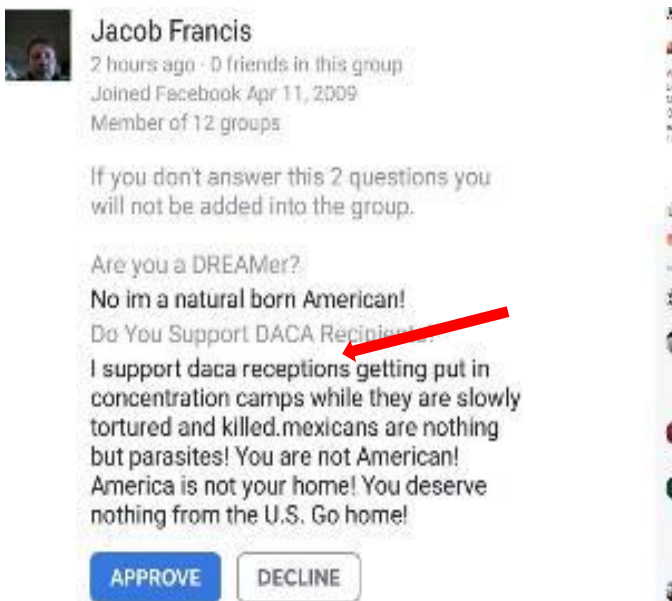 Jacob Francis
2 hours ago · 0 friends in this group
Joined Facebook Apr 11, 2009
Member of 12 groups
If you don't answer this 2 questions you
will not be added into the group.
Are you a DREAMer?
No im a natural born American!
Do You Support DACA Recipients?
I support daca receptions getting put in
concentration camps while they are slowly
tortured and killed.mexicans are nothing
but parasites! You are not American!
America is not your home! You deserve
nothing from the U.S. Go home!
APPROVE
DECLINE